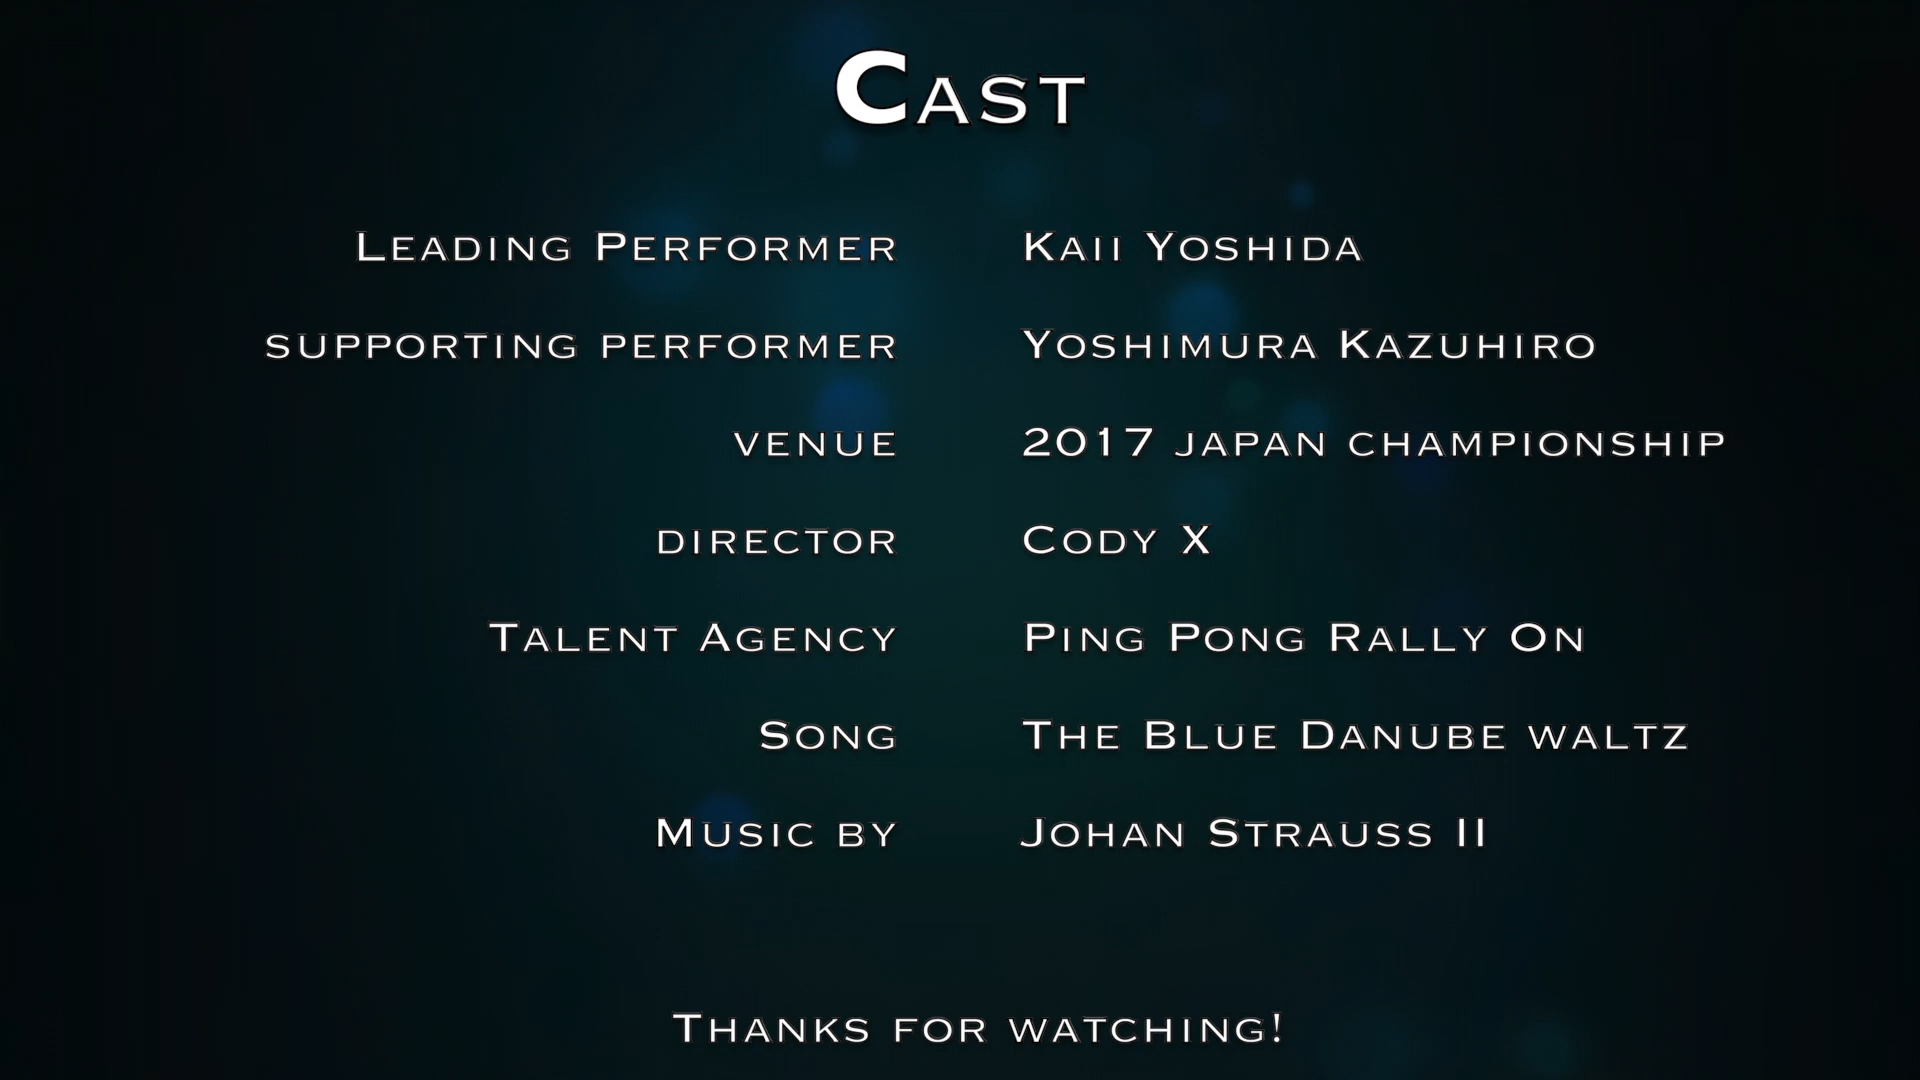 Cast
Leading Performer Kaii Yoshida
supporting performer Yoshimura Kazuhiro
venue 2017 japan championship
director Cody X
Talent Agency Ping Pong Rally On
Song The Blue Danube waltz
Music by Johan Strauss II
Thanks for watching!